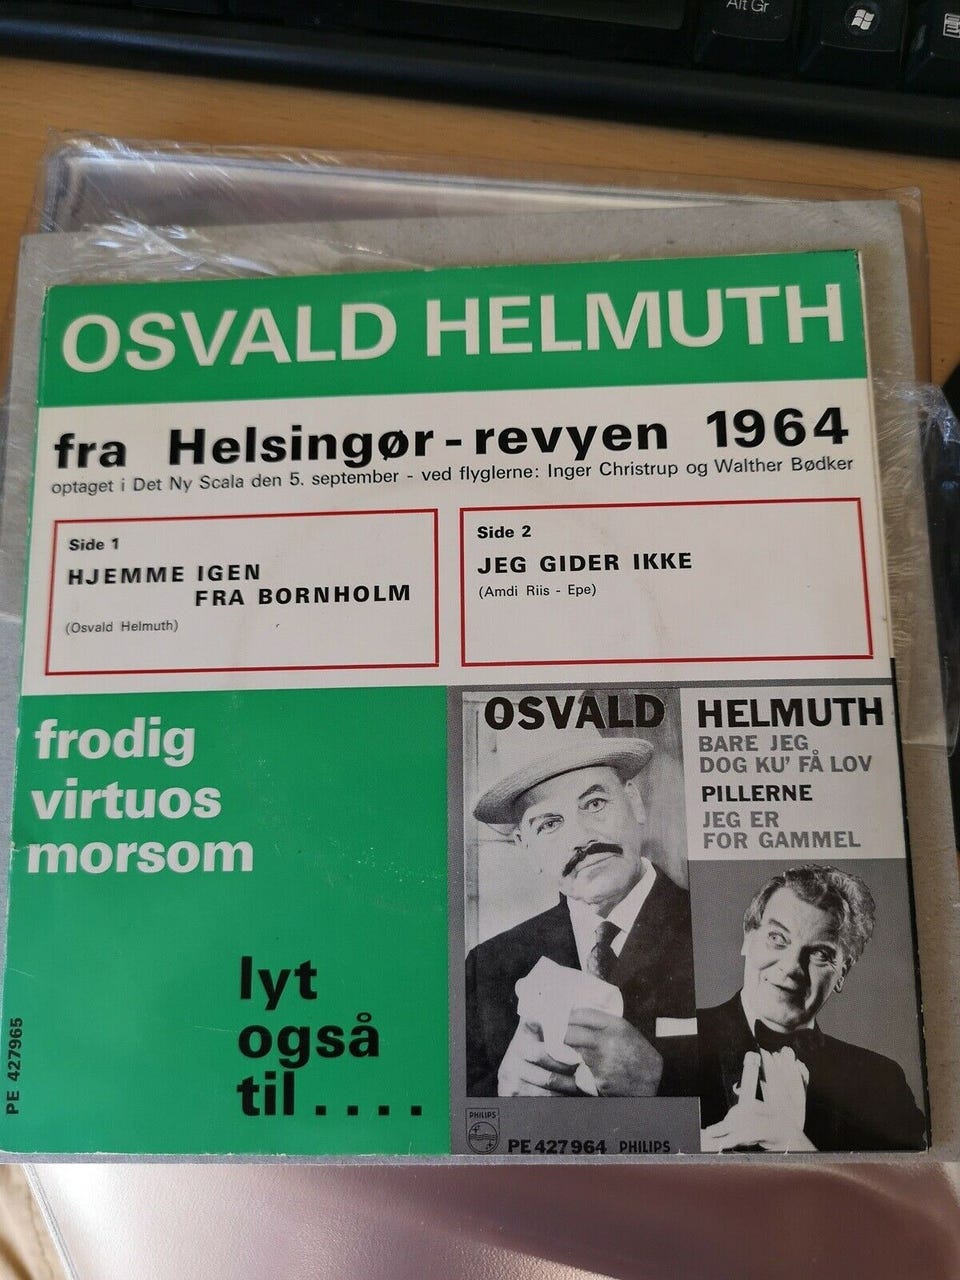 Alt Gr
OSVALD HELMUTH
fra Helsingør-revyen 1964
optaget i Det Ny Scala den 5. september - ved flyglerne: Inger Christrup og Walther Bødker
Side 1
HJEMME IGEN
FRA BORNHOLM
(Osvald Helmuth)
Side 2
JEG GIDER IKKE
(Amdi Riis - Epe)
frodig
virtuos
morsom
lyt
også
til . . . .
PE 427965
OSVALD HELMUTH
BARE JEG
DOG KU' FÅ LOV
PILLERNE
JEG ER
FOR GAMMEL
PHILIPS
PE 427 964 PHILIPS